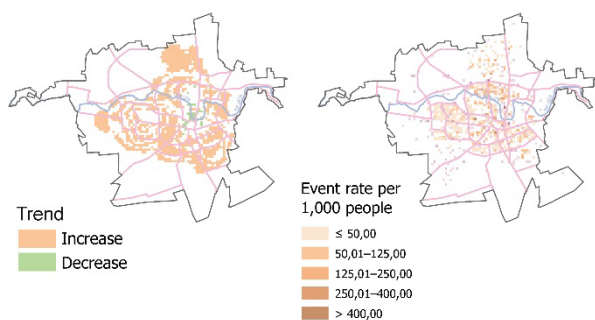 Trend
Increase
Decrease
Event rate per
1,000 people
≤ 50,00
50,01–125,00
125,01–250,00
250,01–400,00
> 400,00